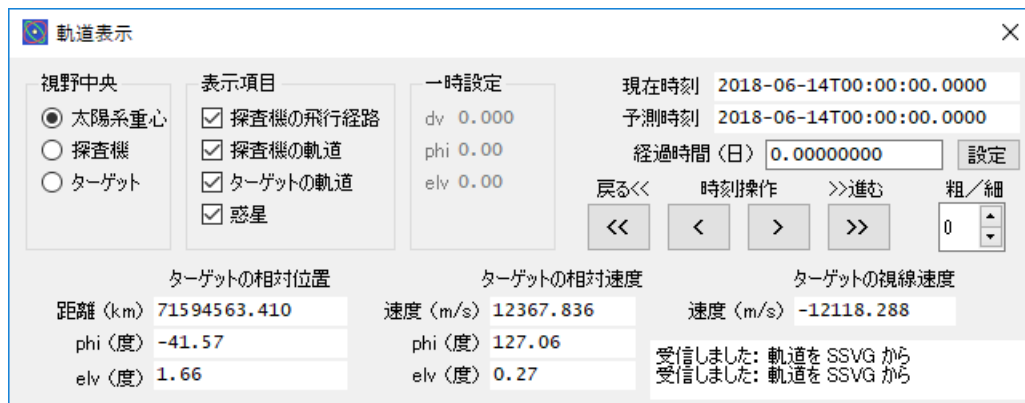 軌道表示
視野中央
太陽系重心
探査機
ターゲット
表示項目
探査機の飛行経路
探査機の軌道
ターゲットの軌道
惑星
一時設定
dv 0.000
phi 0.00
elv 0.00
現在時刻 2018-06-14T00:00:00.0000
予測時刻 2018-06-14T00:00:00.0000
経過時間（日） 0.00000000 設定
戻る<< 時刻操作 >>進む 粗／細
<< < > >> 0
ターゲットの相対位置
距離（km） 71594563.410
phi（度） -41.57
elv（度） 1.66
ターゲットの相対速度
速度（m/s） 12367.836
phi（度） 127.06
elv（度） 0.27
ターゲットの視線速度
速度（m/s） -12118.288
受信しました: 軌道を SSVG から
受信しました: 軌道を SSVG から